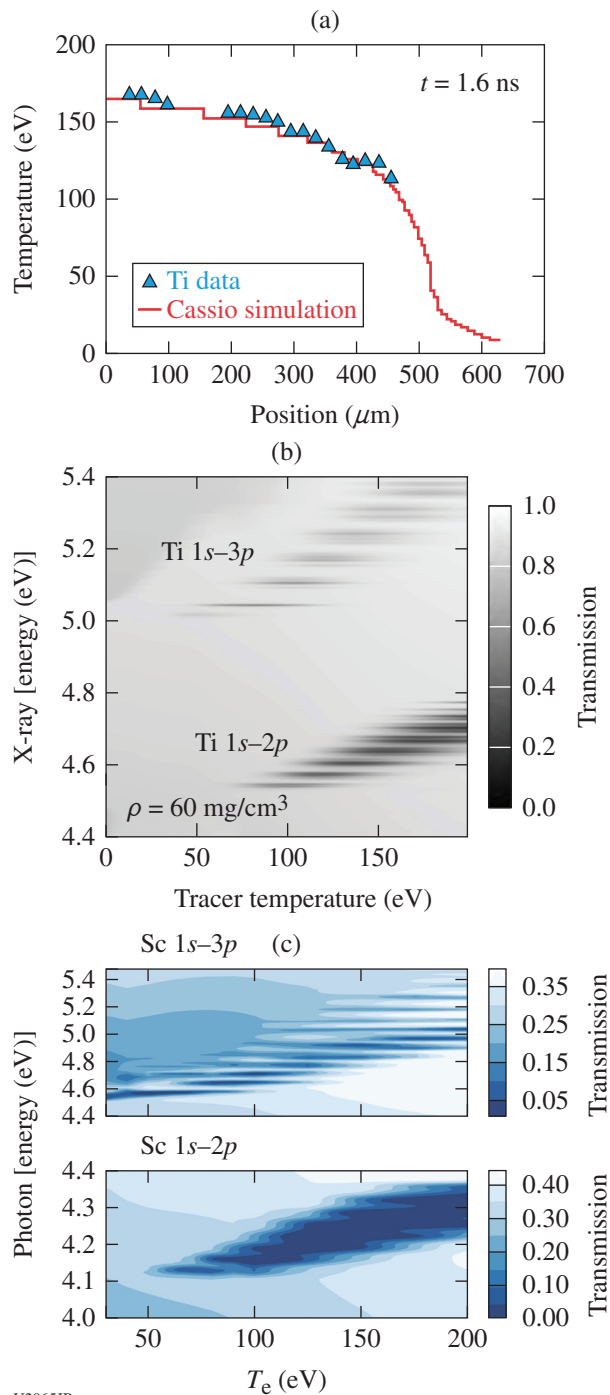 (a)
200
150
100
50
0
Temperature (eV)
t = 1.6 ns
Ti data
Cassio simulation
0 100 200 300 400 500 600 700
Position (μm)
(b)
5.4
5.2
5.0
4.8
4.6
4.4
X-ray [energy (eV)]
Ti 1s–3p
Ti 1s–2p
ρ = 60 mg/cm³
0 50 100 150
Tracer temperature (eV)
1.0
0.8
0.6
0.4
0.2
0.0
Transmission
Sc 1s–3p (c)
5.4
5.2
5.0
4.8
4.6
4.4
0.35
0.25
0.15
0.05
Transmission
Photon [energy (eV)]
Sc 1s–2p
4.4
4.3
4.2
4.1
4.0
0.40
0.30
0.20
0.10
0.00
Transmission
50 100 150 200
Te (eV)